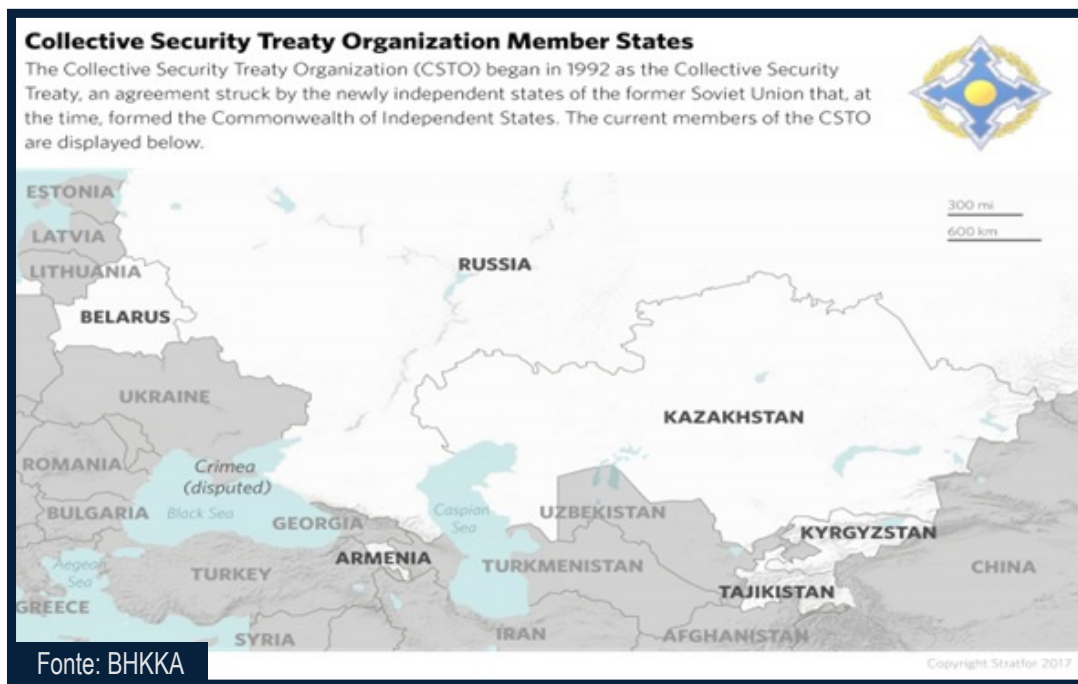 Collective Security Treaty Organization Member States
The Collective Security Treaty Organization (CSTO) began in 1992 as the Collective Security
Treaty, an agreement struck by the newly independent states of the former Soviet Union that, at
the time, formed the Commonwealth of Independent States. The current members of the CSTO
are displayed below.
ESTONIA
300 mi
LATVIA
600 km
RUSSIA
LITHUANIA
BELARUS
UKRAINE
KAZAKHSTAN
ROMANIA
Crimea
(disputed)
BULGARIA
Black Sea
GEORGIA
Caspian
Sea
UZBEKISTAN
KYRGYZSTAN
ARMENIA
Aegean
Sea
TURKEY
TURKMENISTAN
CHINA
TAJIKISTAN
GREECE
SYRIA
IRAN
AFGHANISTAN
Fonte: BHKKA
Copyright Stratfor 2017